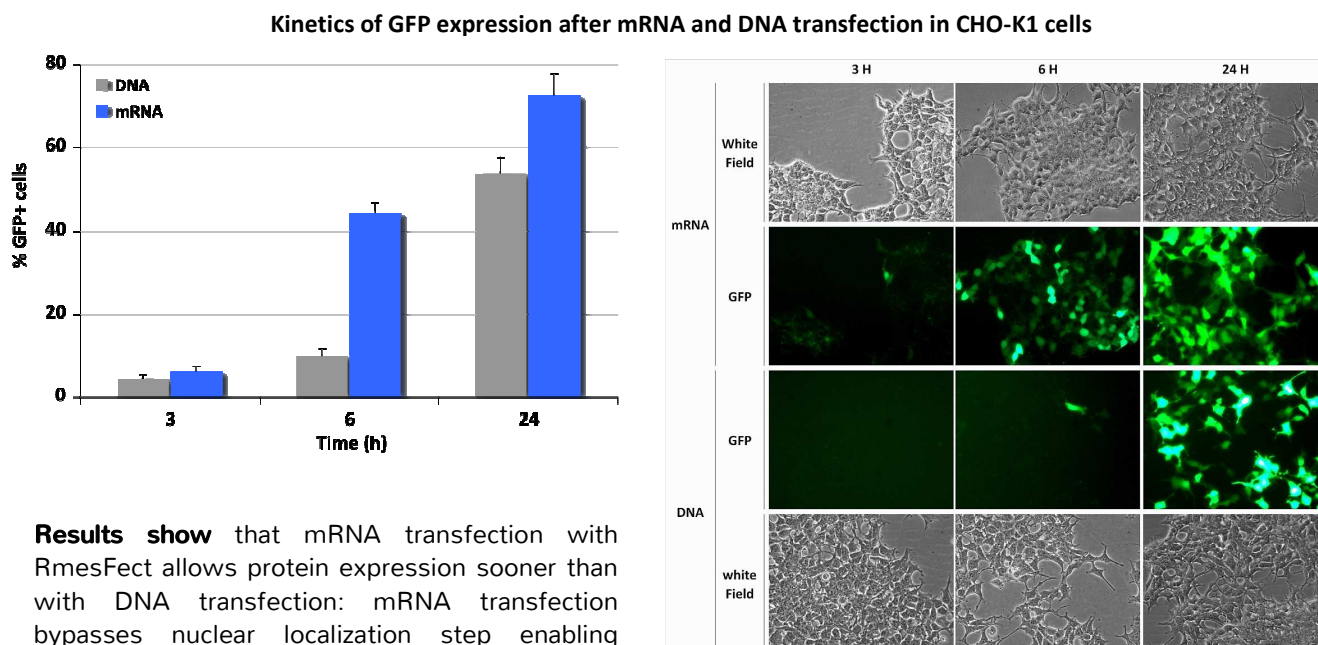 Kinetics of GFP expression after mRNA and DNA transfection in CHO-K1 cells
80
60
40
20
0
% GFP+ cells
DNA
mRNA
3
6
24
Time (h)
Results show that mRNA transfection with
RmesFect allows protein expression sooner than
with DNA transfection: mRNA transfection
bypasses nuclear localization step enabling
3 H
6 H
24 H
mRNA
White
Field
GFP
DNA
GFP
white
Field